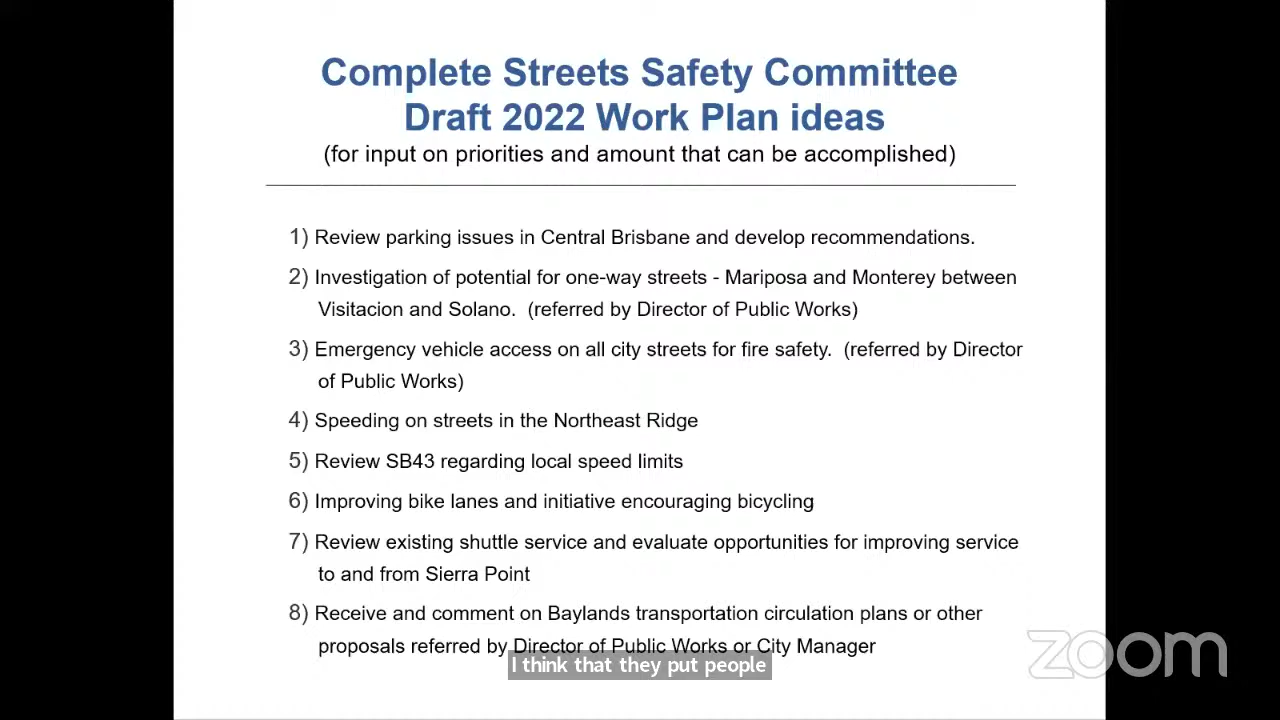 Complete Streets Safety Committee
Draft 2022 Work Plan ideas
(for input on priorities and amount that can be accomplished)
1) Review parking issues in Central Brisbane and develop recommendations.
2) Investigation of potential for one-way streets - Mariposa and Monterey between
Visitacion and Solano. (referred by Director of Public Works)
3) Emergency vehicle access on all city streets for fire safety. (referred by Director
of Public Works)
4) Speeding on streets in the Northeast Ridge
5) Review SB43 regarding local speed limits
6) Improving bike lanes and initiative encouraging bicycling
7) Review existing shuttle service and evaluate opportunities for improving service
to and from Sierra Point
8) Receive and comment on Baylands transportation circulation plans or other
proposals referred by Director of Public Works or City Manager
I think that they put people
zoom